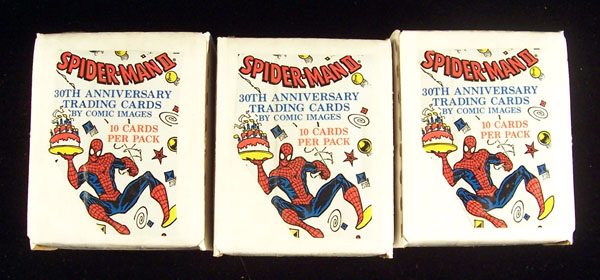 SPIDER-MAN II
30TH ANNIVERSARY
TRADING CARDS
BY COMIC IMAGES
10 CARDS
PER PACK
SPIDER-MAN II
30TH ANNIVERSARY
TRADING CARDS
BY COMIC IMAGES
10 CARDS
PER PACK
SPIDER-MAN II
30TH ANNIVERSARY
TRADING CARDS
BY COMIC IMAGES
10 CARDS
PER PACK